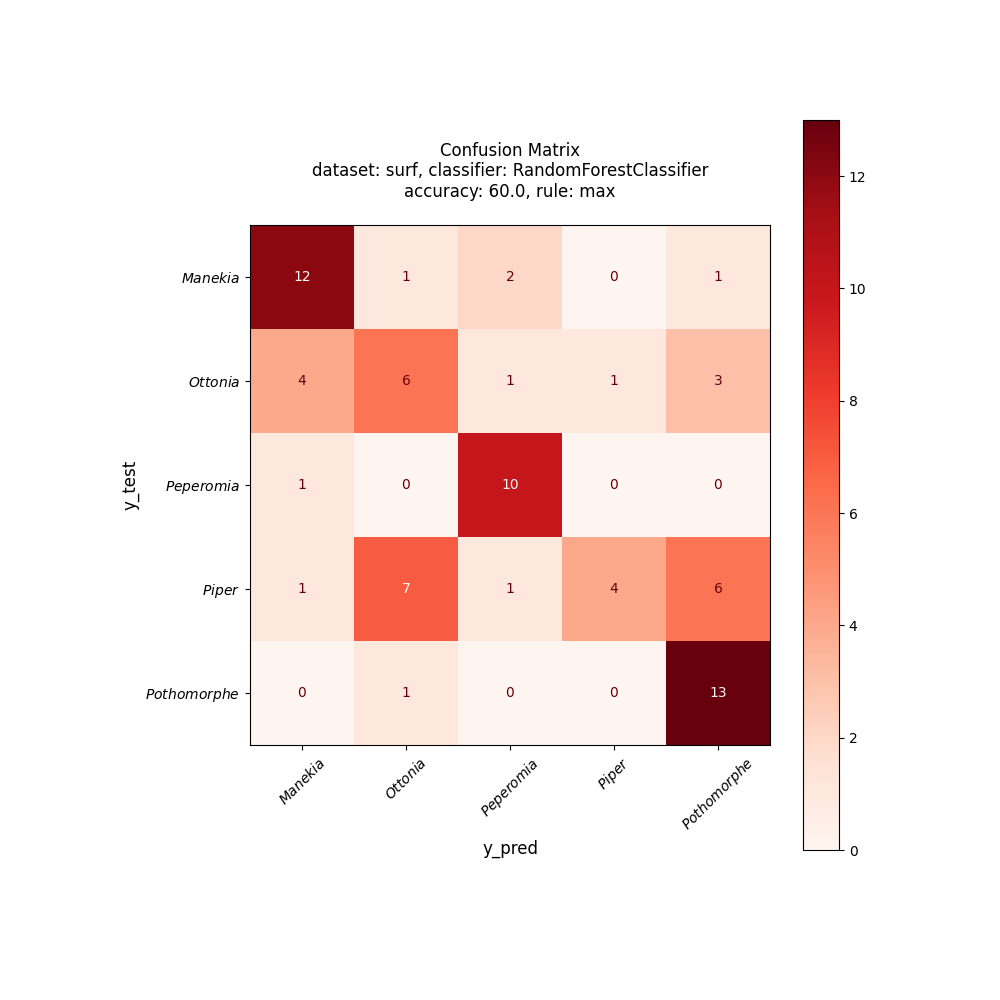 Confusion Matrix
dataset: surf, classifier: RandomForestClassifier
accuracy: 60.0, rule: max
Manekia 12 1 2 0 1
Ottonia 4 6 1 1 3
Peperomia 1 0 10 0 0
Piper 1 7 1 4 6
Pothomorphe 0 1 0 0 13
y_test
Manekia Ottonia Peperomia Piper Pothomorphe
y_pred
12
10
8
6
4
2
0